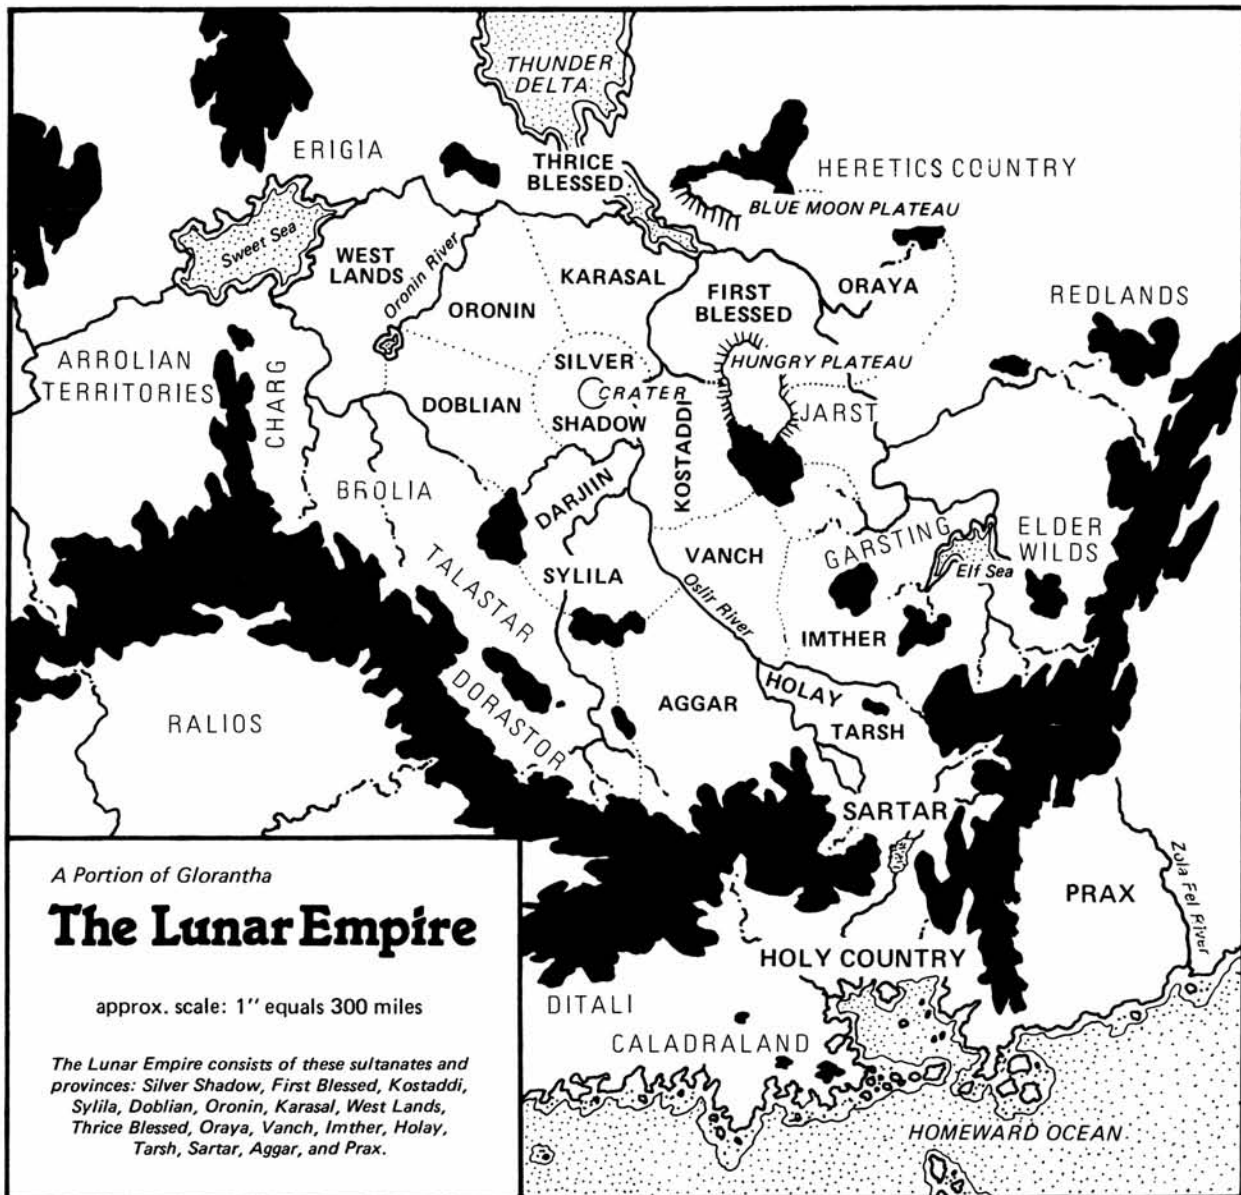 THUNDER
DELTA
ERIGIA
THRICE
BLESSED
HERETICS COUNTRY
BLUE MOON PLATEAU
Sweet Sea
WEST
LANDS
Oronin River
KARASAL
ORONIN
FIRST
BLESSED
ORAYA
REDLANDS
ARROLIAN
TERRITORIES
CHARG
SILVER
CRATER
SHADOW
HUNGRY PLATEAU
DOBLIAN
KOSTADDI
JARST
BROLIA
DARJIIN
TALASTAR
SYLILA
VANCH
GARSTING
ELDER
WILDS
Elf Sea
Oslir River
IMTHER
DORASTOR
RALIOS
AGGAR
HOLAY
TARSH
SARTAR
PRAX
Zola Fel River
HOLY COUNTRY
DITALI
CALADRALAND
HOMEWARD OCEAN
A Portion of Glorantha
The Lunar Empire
approx. scale: 1" equals 300 miles
The Lunar Empire consists of these sultanates and
provinces: Silver Shadow, First Blessed, Kostaddi,
Sylila, Doblian, Oronin, Karasal, West Lands,
Thrice Blessed, Oraya, Vanch, Imther, Holay,
Tarsh, Sartar, Aggar, and Prax.